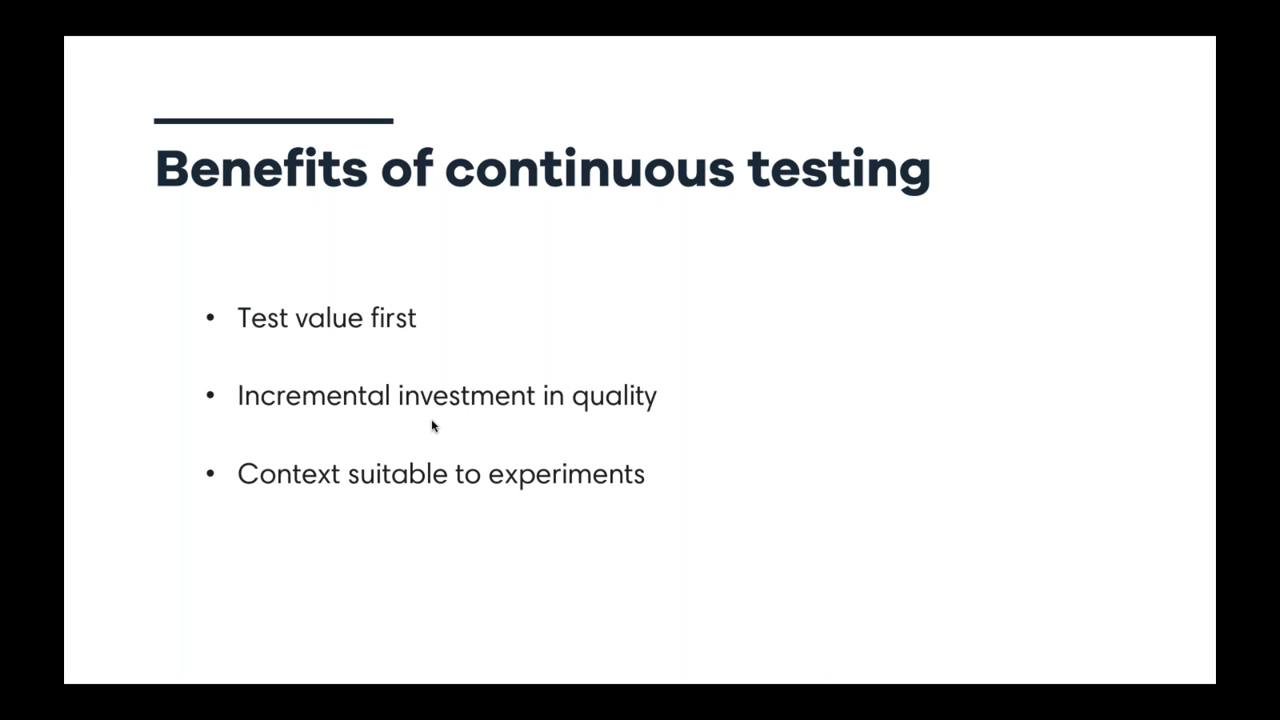 Benefits of continuous testing
• Test value first
• Incremental investment in quality
• Context suitable to experiments